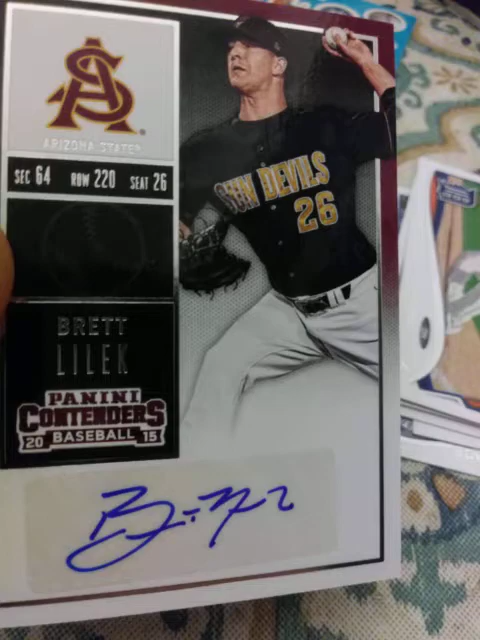 ARIZONA STATE®
SEC 64 ROW 220 SEAT 26
SUN DEVILS
26
BRETT
LILEK
PANINI
CONTENDERS
20 BASEBALL 15